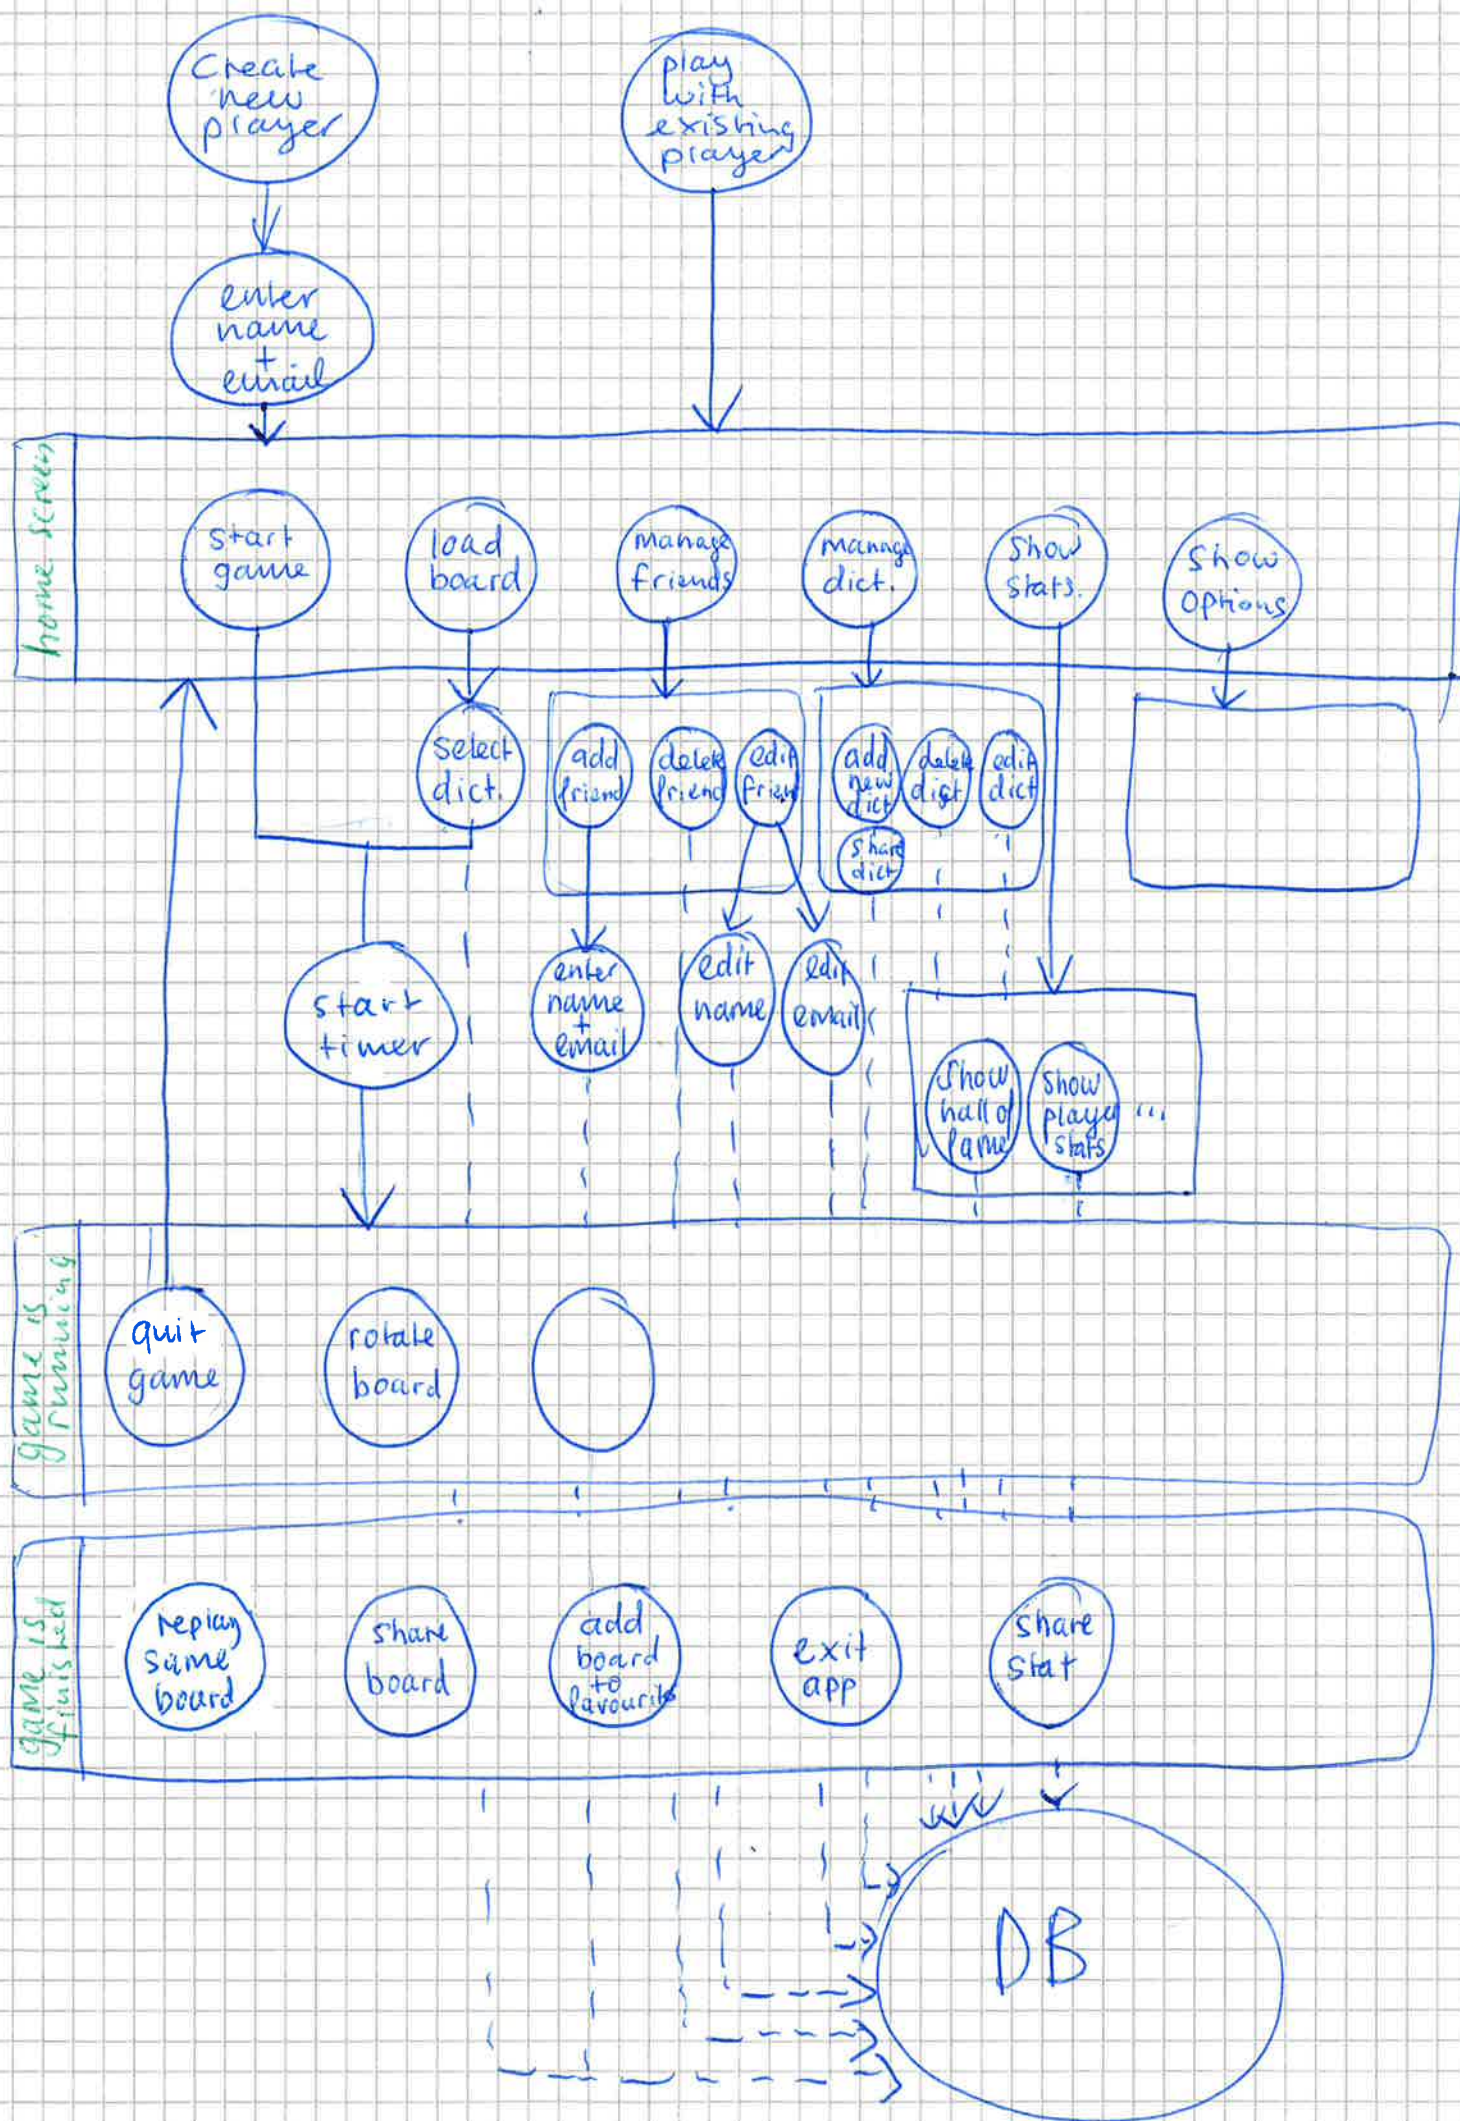 Create
new
player
play
with
existing
player
enter
name
+
email
home screen
start
game
load
board
manage
friends
manage
dict.
show
stats.
show
options
select
dict.
add
friend
delete
friend
edit
frien
add
new
dict
delete
dict
edit
dict
share
dict
start
timer
enter
name
+
email
edit
name
edit
email
show
hall of
fame
show
player
stats
...
game is
running
quit
game
rotate
board
game is
finished
replay
same
board
share
board
add
board
to
favourits
exit
app
share
stat
DB